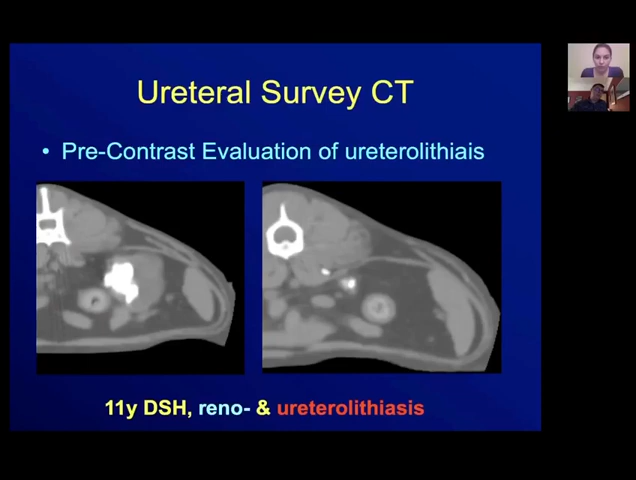 Ureteral Survey CT
• Pre-Contrast Evaluation of ureterolithiais
11y DSH, reno- & ureterolithiasis